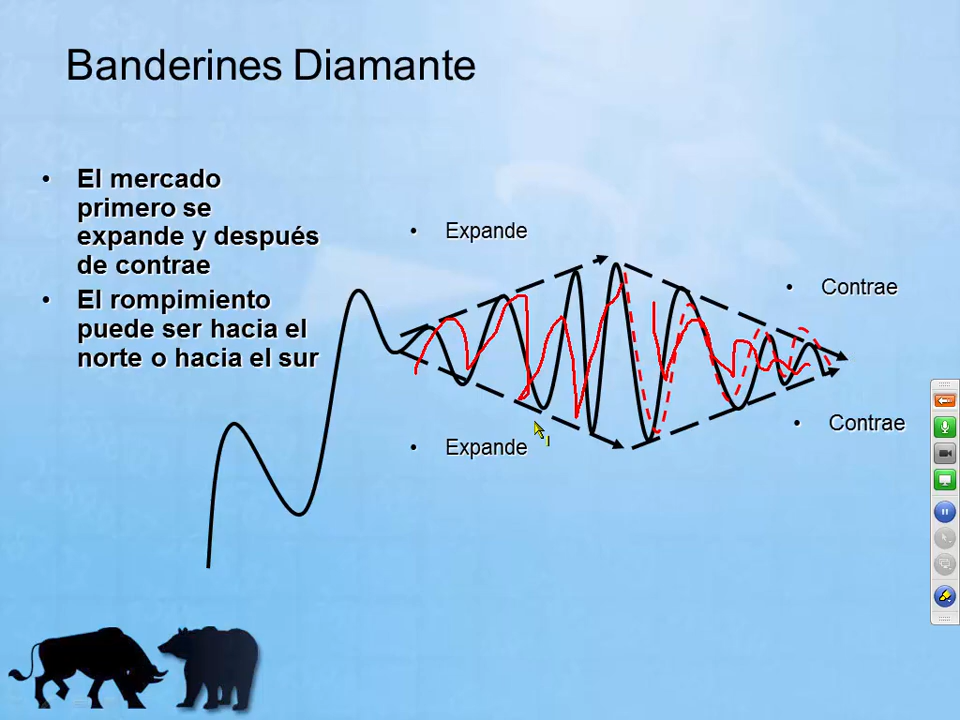 Banderines Diamante
• El mercado
primero se
expande y después
de contrae
• El rompimiento
puede ser hacia el
norte o hacia el sur
• Expande
• Contrae
• Contrae
• Expande